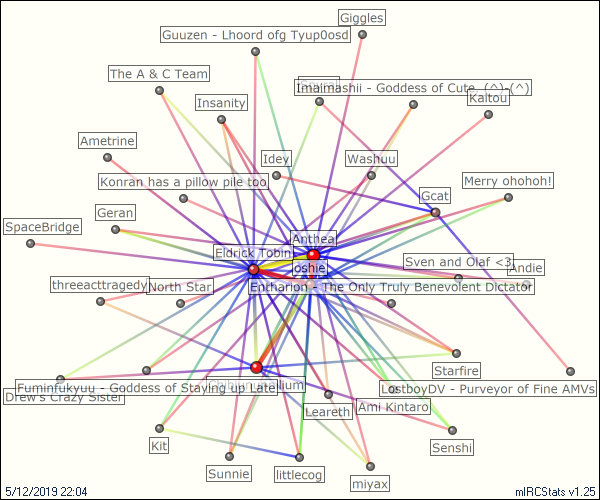 Giggles
Guuzen - Lhoord ofg Tyup0osd
The A & C Team
Imaimashii - Goddess of Cute, (^)-(^)
Insanity
Kaitou
Ametrine
Idey
Washuu
Konran has a pillow pile too
Merry ohohoh!
Gcat
Geran
SpaceBridge
Anthea
Eldrick Tobin
Sven and Olaf <3
oshie
Andie
threeacttragedy
North Star
Entharion - The Only Truly Benevolent Dictator
Starfire
Fuminfukyuu - Goddess of Staying up Late
LostboyDV - Purveyor of Fine AMVs
Drew's Crazy Sister
Ami Kintaro
Leareth
Kit
Senshi
Sunnie
littlecog
miyax
5/12/2019 22:04
mIRCStats v1.25